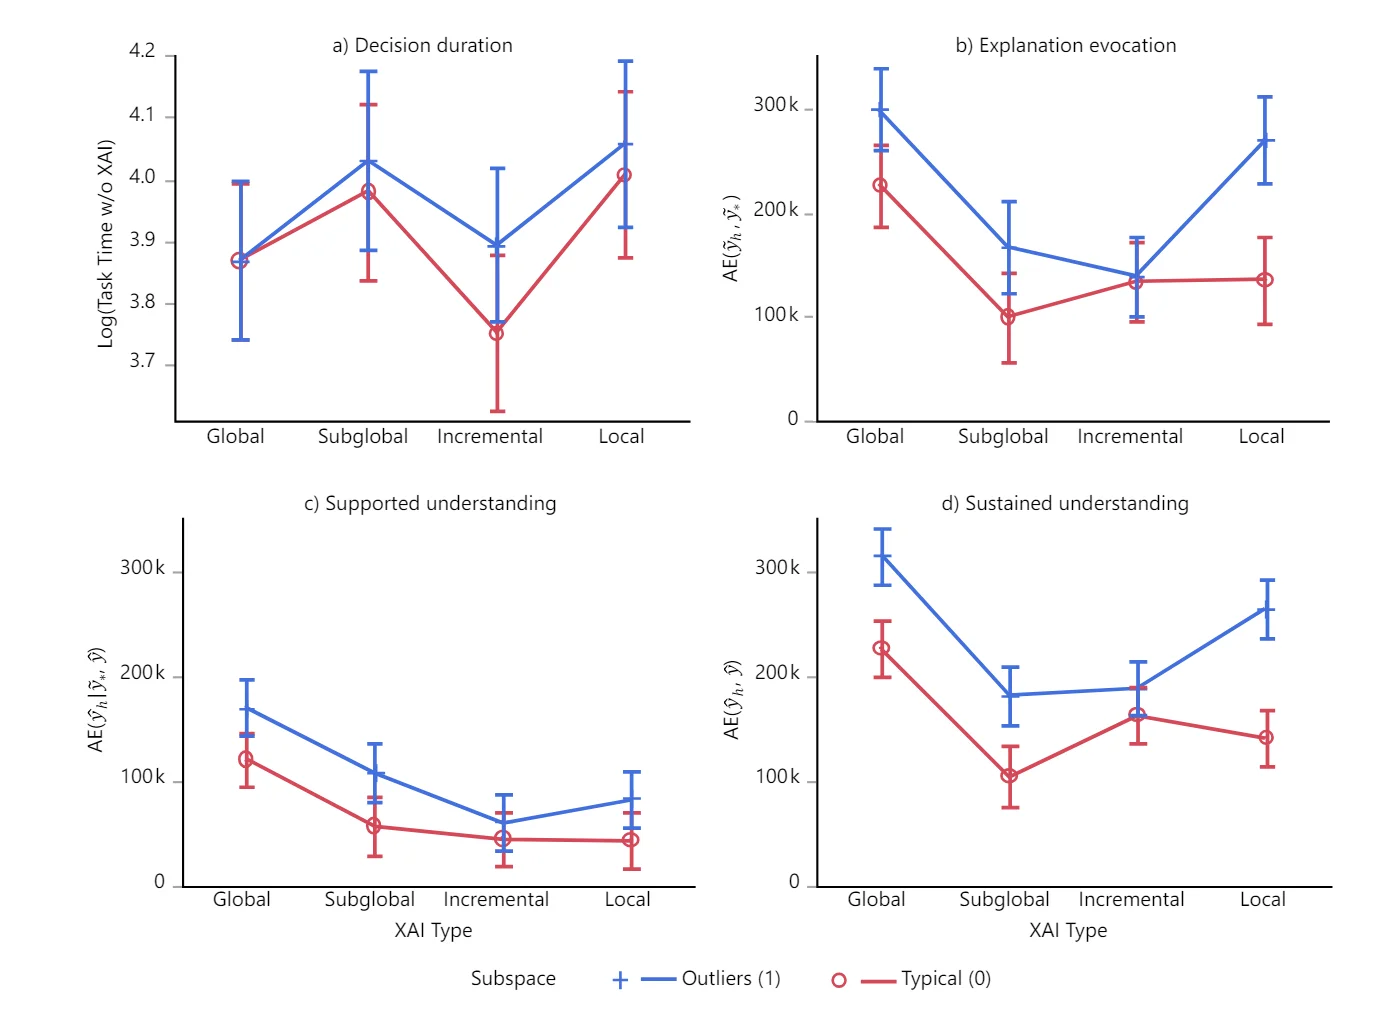 a) Decision duration
4.2
4.1
4.0
3.9
3.8
3.7
Log(Task Time w/o XAI)
Global Subglobal Incremental Local
b) Explanation evocation
300k
200k
100k
0
AE(ỹₕ, ỹ*)
Global Subglobal Incremental Local
c) Supported understanding
300k
200k
100k
0
AE(ŷₕ|ỹ*, ŷ)
Global Subglobal Incremental Local
XAI Type
d) Sustained understanding
300k
200k
100k
0
AE(ŷₕ, ŷ)
Global Subglobal Incremental Local
XAI Type
Subspace Outliers (1) Typical (0)